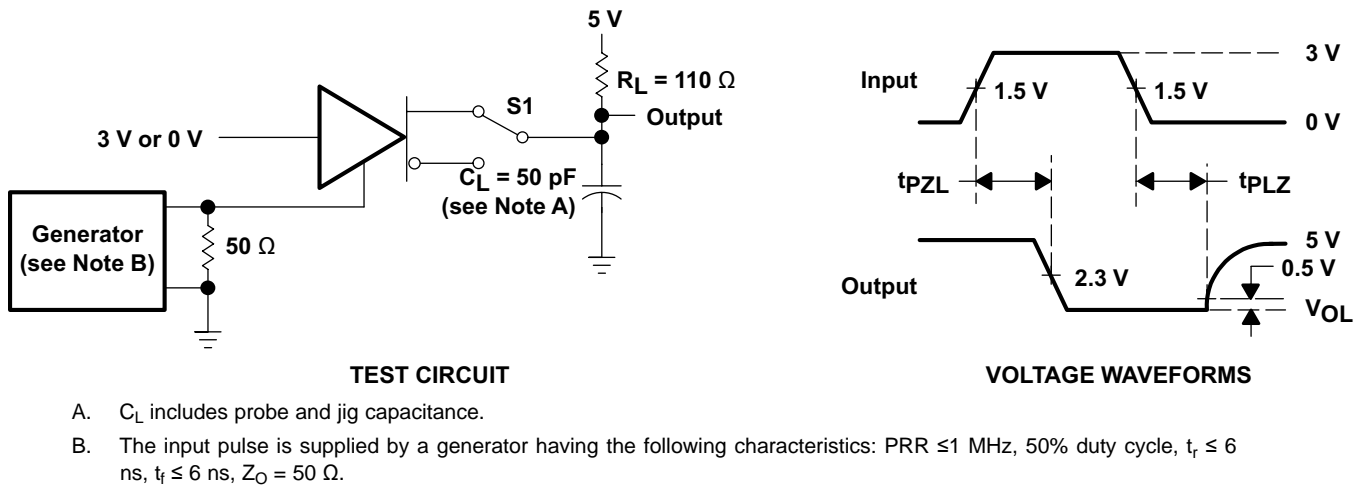 5 V
R_L = 110 Ω
S1
Output
3 V or 0 V
C_L = 50 pF
(see Note A)
Generator
(see Note B)
50 Ω
TEST CIRCUIT
Input
3 V
1.5 V
1.5 V
0 V
t_PZL
t_PLZ
Output
5 V
2.3 V
0.5 V
V_OL
VOLTAGE WAVEFORMS
A. C_L includes probe and jig capacitance.
B. The input pulse is supplied by a generator having the following characteristics: PRR ≤1 MHz, 50% duty cycle, t_r ≤ 6
ns, t_f ≤ 6 ns, Z_O = 50 Ω.